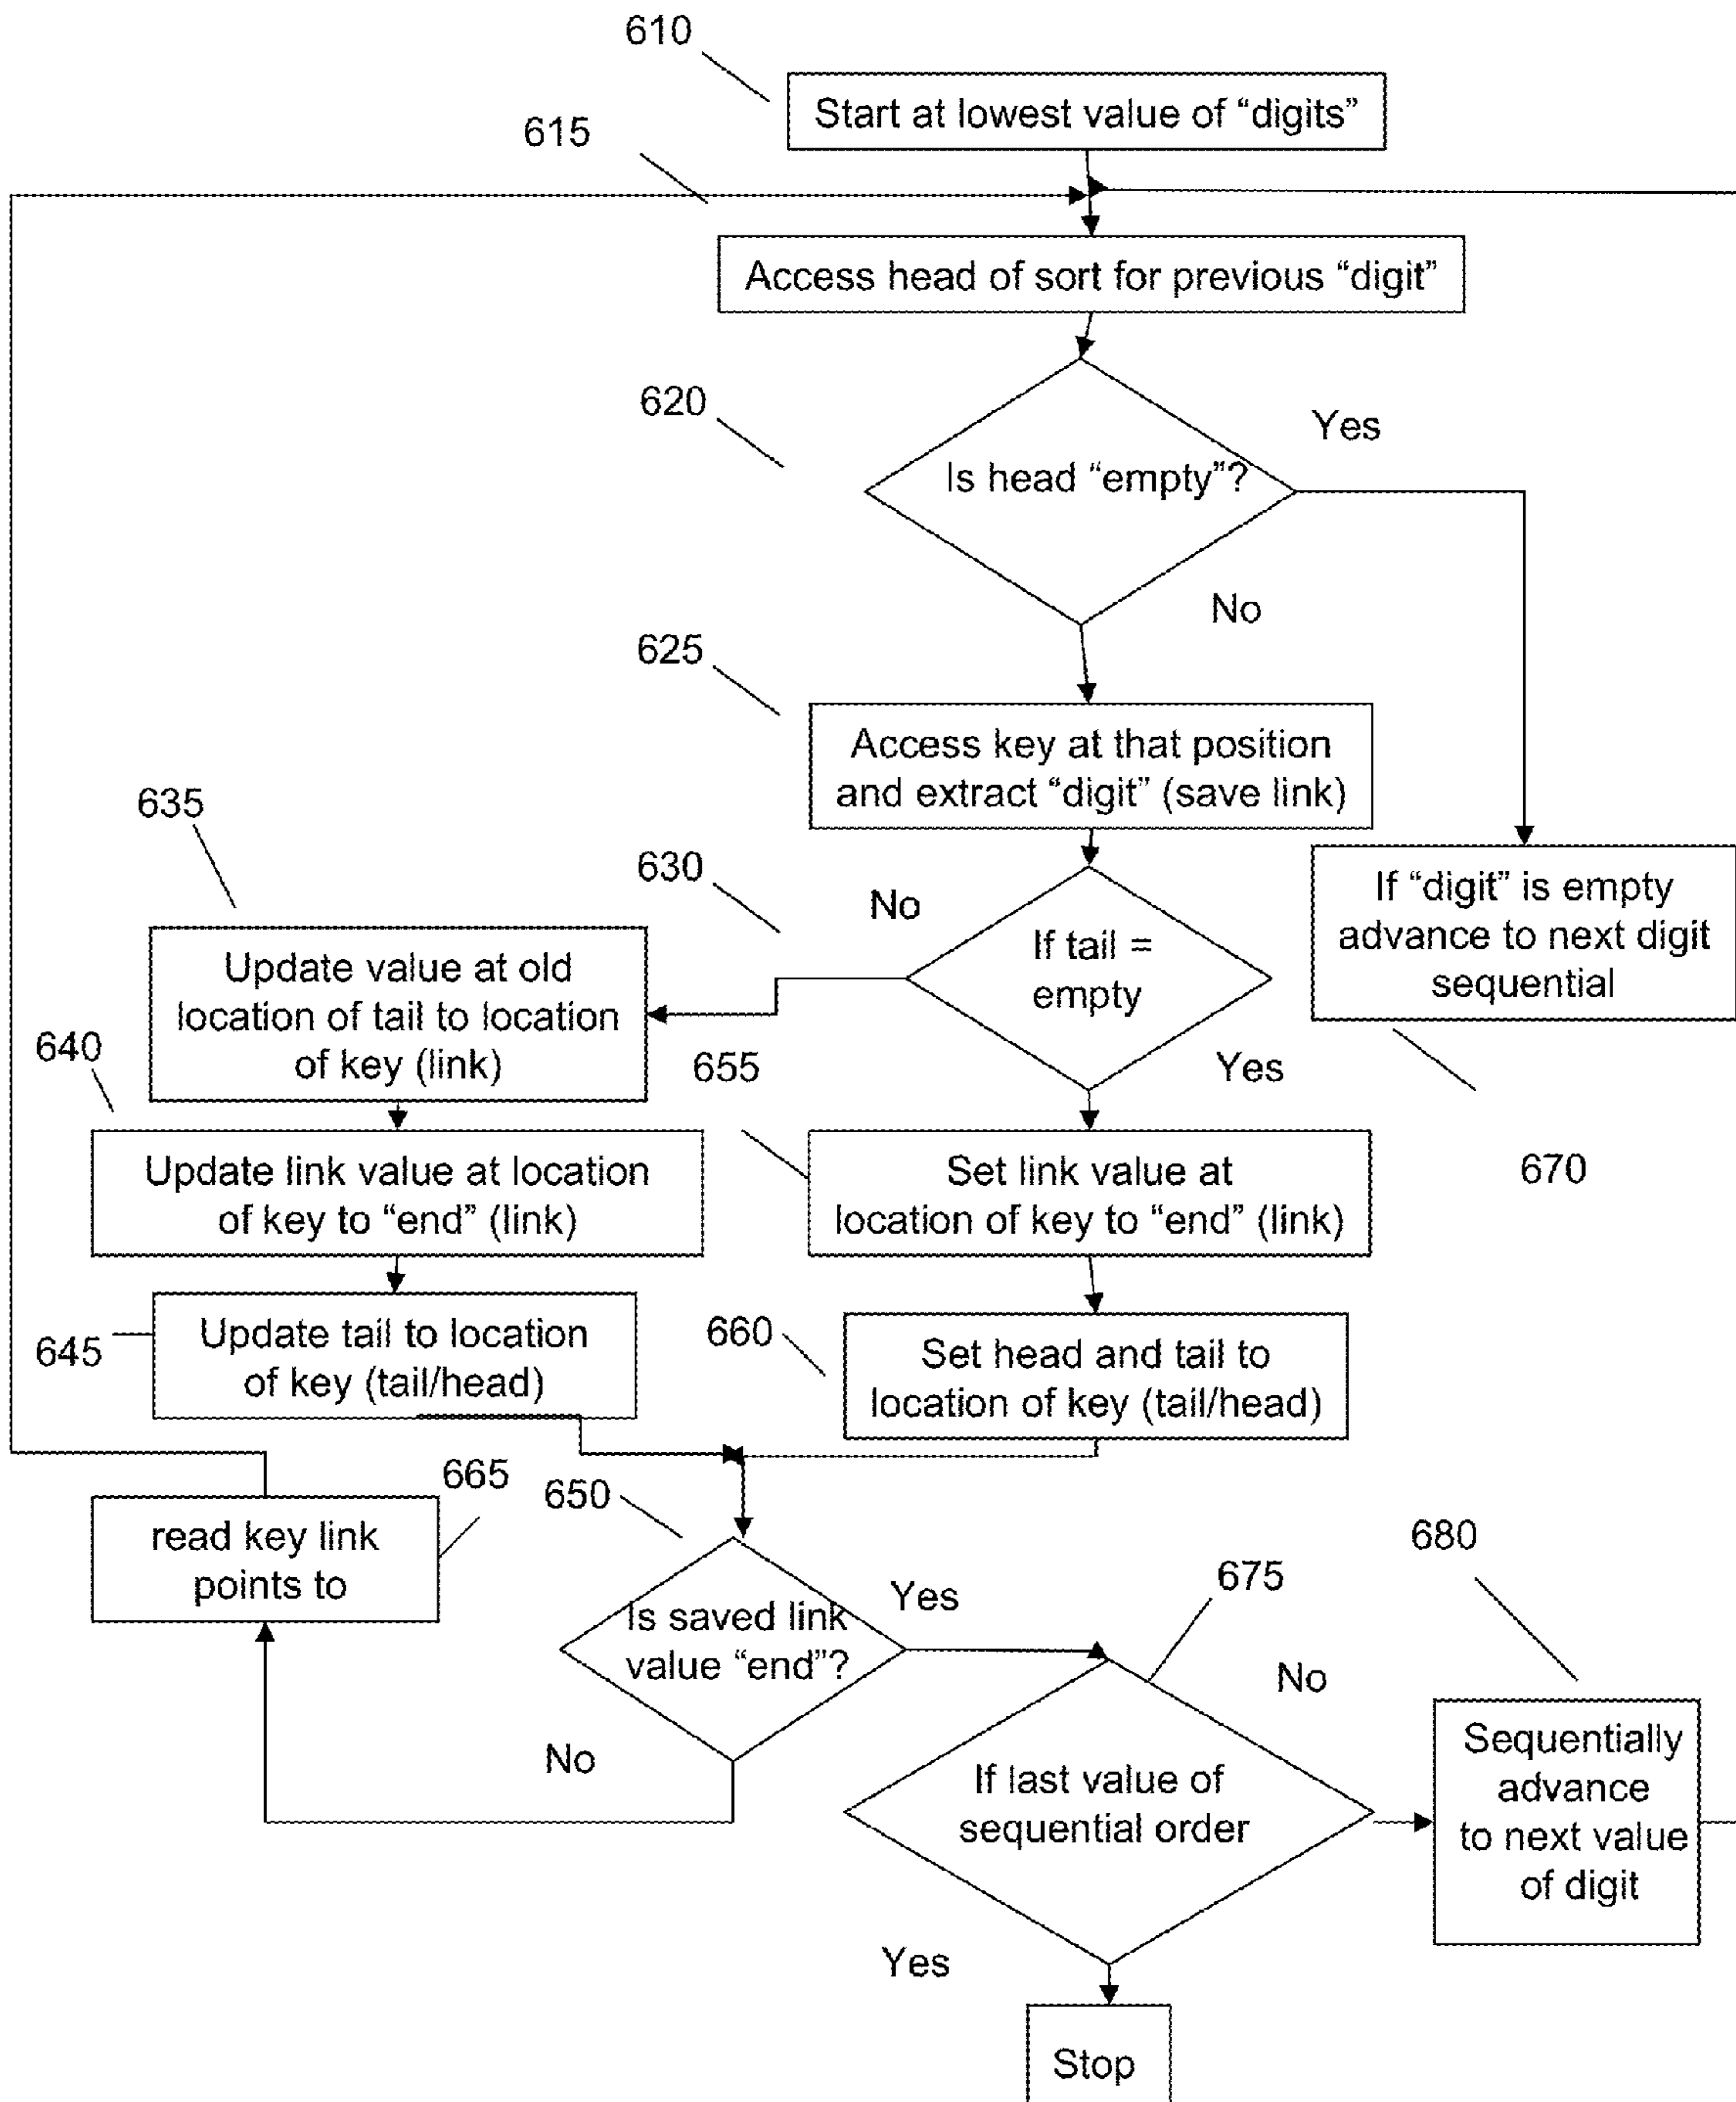 610
Start at lowest value of “digits”
615
Access head of sort for previous “digit”
620
Yes
Is head “empty”?
No
625
Access key at that position
and extract “digit” (save link)
635
630
No
If tail =
empty
If “digit” is empty
advance to next digit
sequential
Update value at old
location of tail to location
of key (link)
640
655
Yes
670
Update link value at location
of key to “end” (link)
Set link value at
location of key to “end” (link)
645
Update tail to location
of key (tail/head)
660
Set head and tail to
location of key (tail/head)
665
650
read key link
points to
680
675
Yes
Is saved link
value “end”?
No
No
If last value of
sequential order
Sequentially
advance
to next value
of digit
Yes
Stop